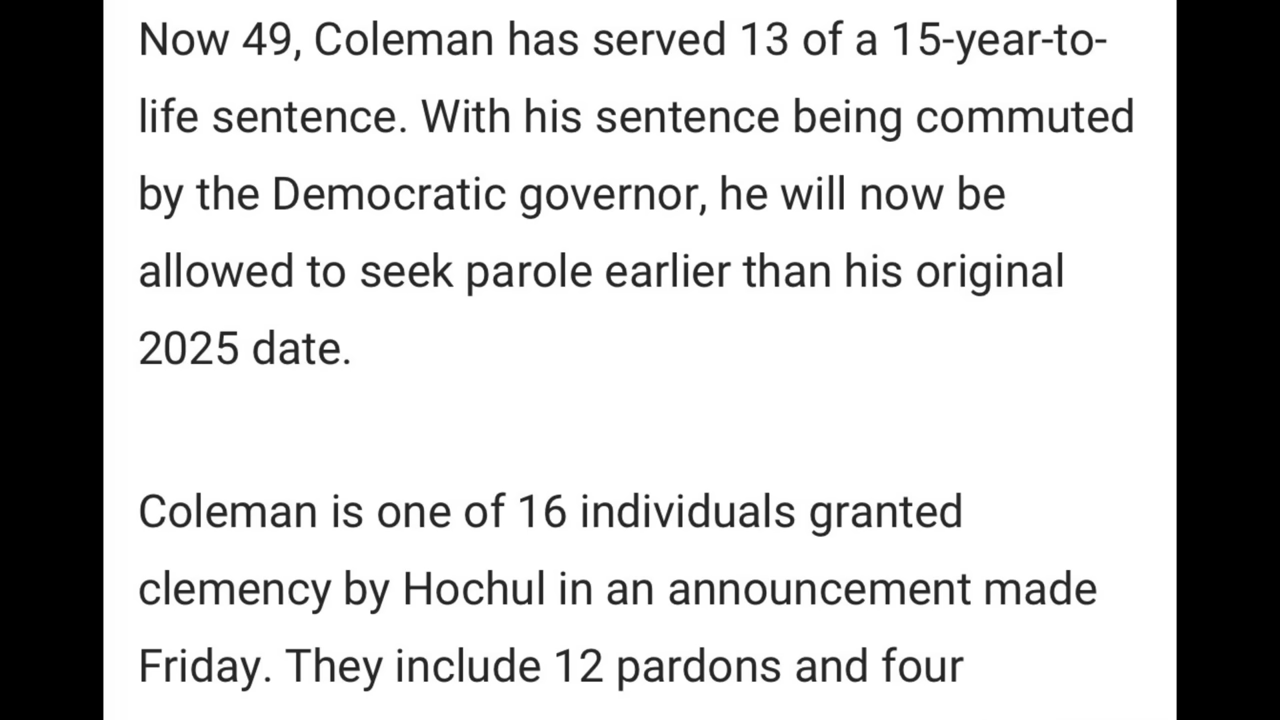 Now 49, Coleman has served 13 of a 15-year-to-
life sentence. With his sentence being commuted
by the Democratic governor, he will now be
allowed to seek parole earlier than his original
2025 date.
Coleman is one of 16 individuals granted
clemency by Hochul in an announcement made
Friday. They include 12 pardons and four